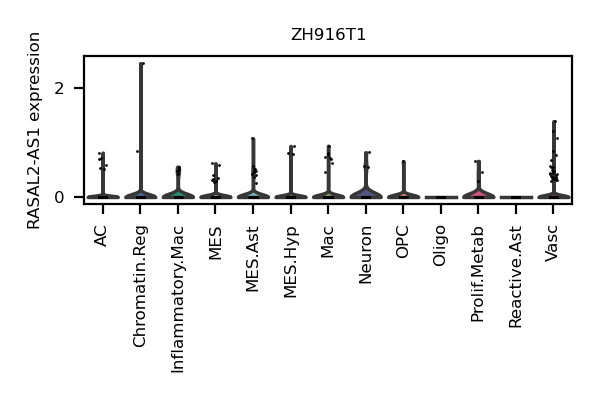 ZH916T1
RASAL2-AS1 expression
2
0
AC
Chromatin.Reg
Inflammatory.Mac
MES
MES.Ast
MES.Hyp
Mac
Neuron
OPC
Oligo
Prolif.Metab
Reactive.Ast
Vasc